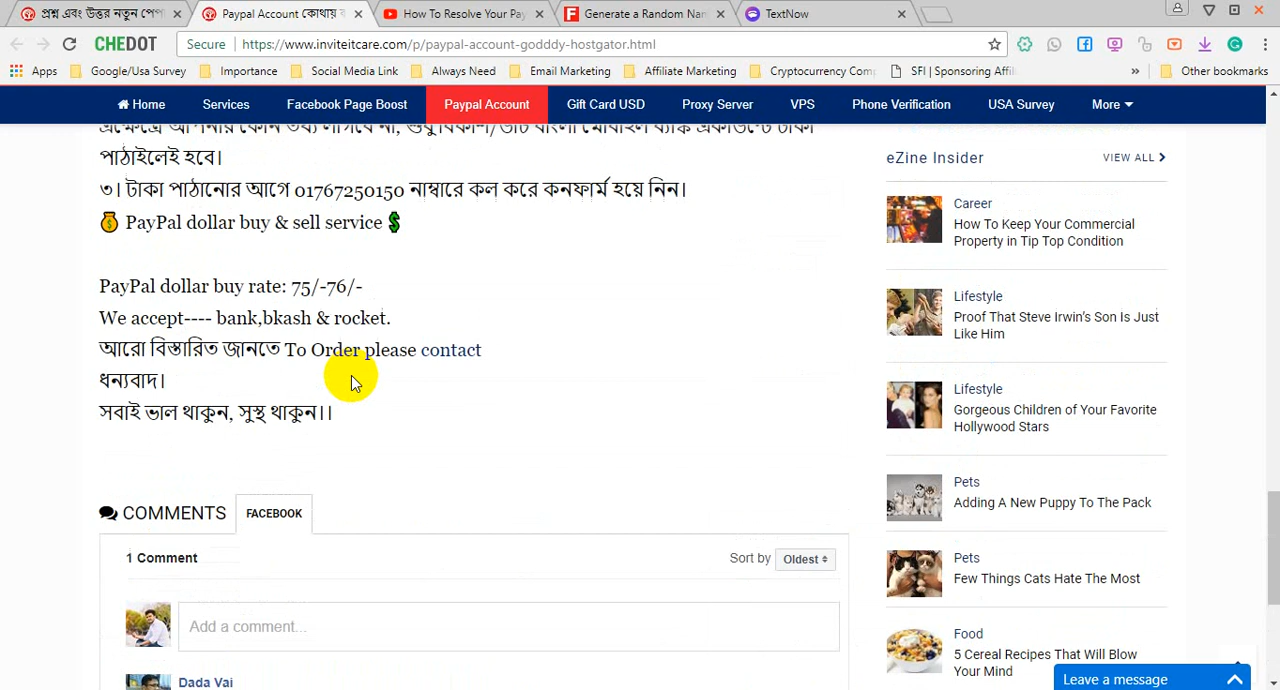 প্রশ্ন এবং উত্তর নতুন পেপ
Paypal Account কোথায় ব
How To Resolve Your Pay
Generate a Random Nam
TextNow
CHEDOT
Secure https://www.inviteitcare.com/p/paypal-account-godddy-hostgator.html
Apps
Google/Usa Survey
Importance
Social Media Link
Always Need
Email Marketing
Affiliate Marketing
Cryptocurrency Comp
SFI | Sponsoring Affil
»
Other bookmarks
Home
Services
Facebook Page Boost
Paypal Account
Gift Card USD
Proxy Server
VPS
Phone Verification
USA Survey
More
এক্ষেত্রে আপনার কোন তথ্য লাগবে না, শুধু বিকাশ/ডাচ বাংলা মোবাইল ব্যাঙ্ক একাউন্টে টাকা
পাঠাইলেই হবে।
৩। টাকা পাঠানোর আগে 01767250150 নাম্বারে কল করে কনফার্ম হয়ে নিন।
PayPal dollar buy & sell service
PayPal dollar buy rate: 75/-76/-
We accept---- bank,bkash & rocket.
আরো বিস্তারিত জানতে To Order please contact
ধন্যবাদ।
সবাই ভাল থাকুন, সুস্থ থাকুন।।
COMMENTS
FACEBOOK
1 Comment
Sort by Oldest
Add a comment...
Dada Vai
eZine Insider
VIEW ALL
Career
How To Keep Your Commercial
Property in Tip Top Condition
Lifestyle
Proof That Steve Irwin's Son Is Just
Like Him
Lifestyle
Gorgeous Children of Your Favorite
Hollywood Stars
Pets
Adding A New Puppy To The Pack
Pets
Few Things Cats Hate The Most
Food
5 Cereal Recipes That Will Blow
Your Mind
Leave a message